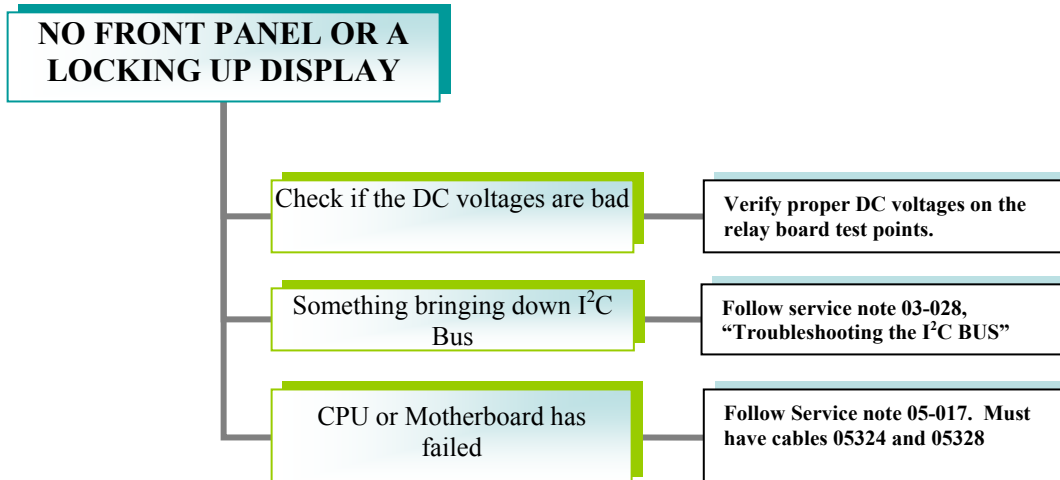 NO FRONT PANEL OR A
LOCKING UP DISPLAY
Check if the DC voltages are bad
Verify proper DC voltages on the
relay board test points.
Something bringing down I²C
Bus
Follow service note 03-028,
“Troubleshooting the I²C BUS”
CPU or Motherboard has
failed
Follow Service note 05-017.  Must
have cables 05324 and 05328